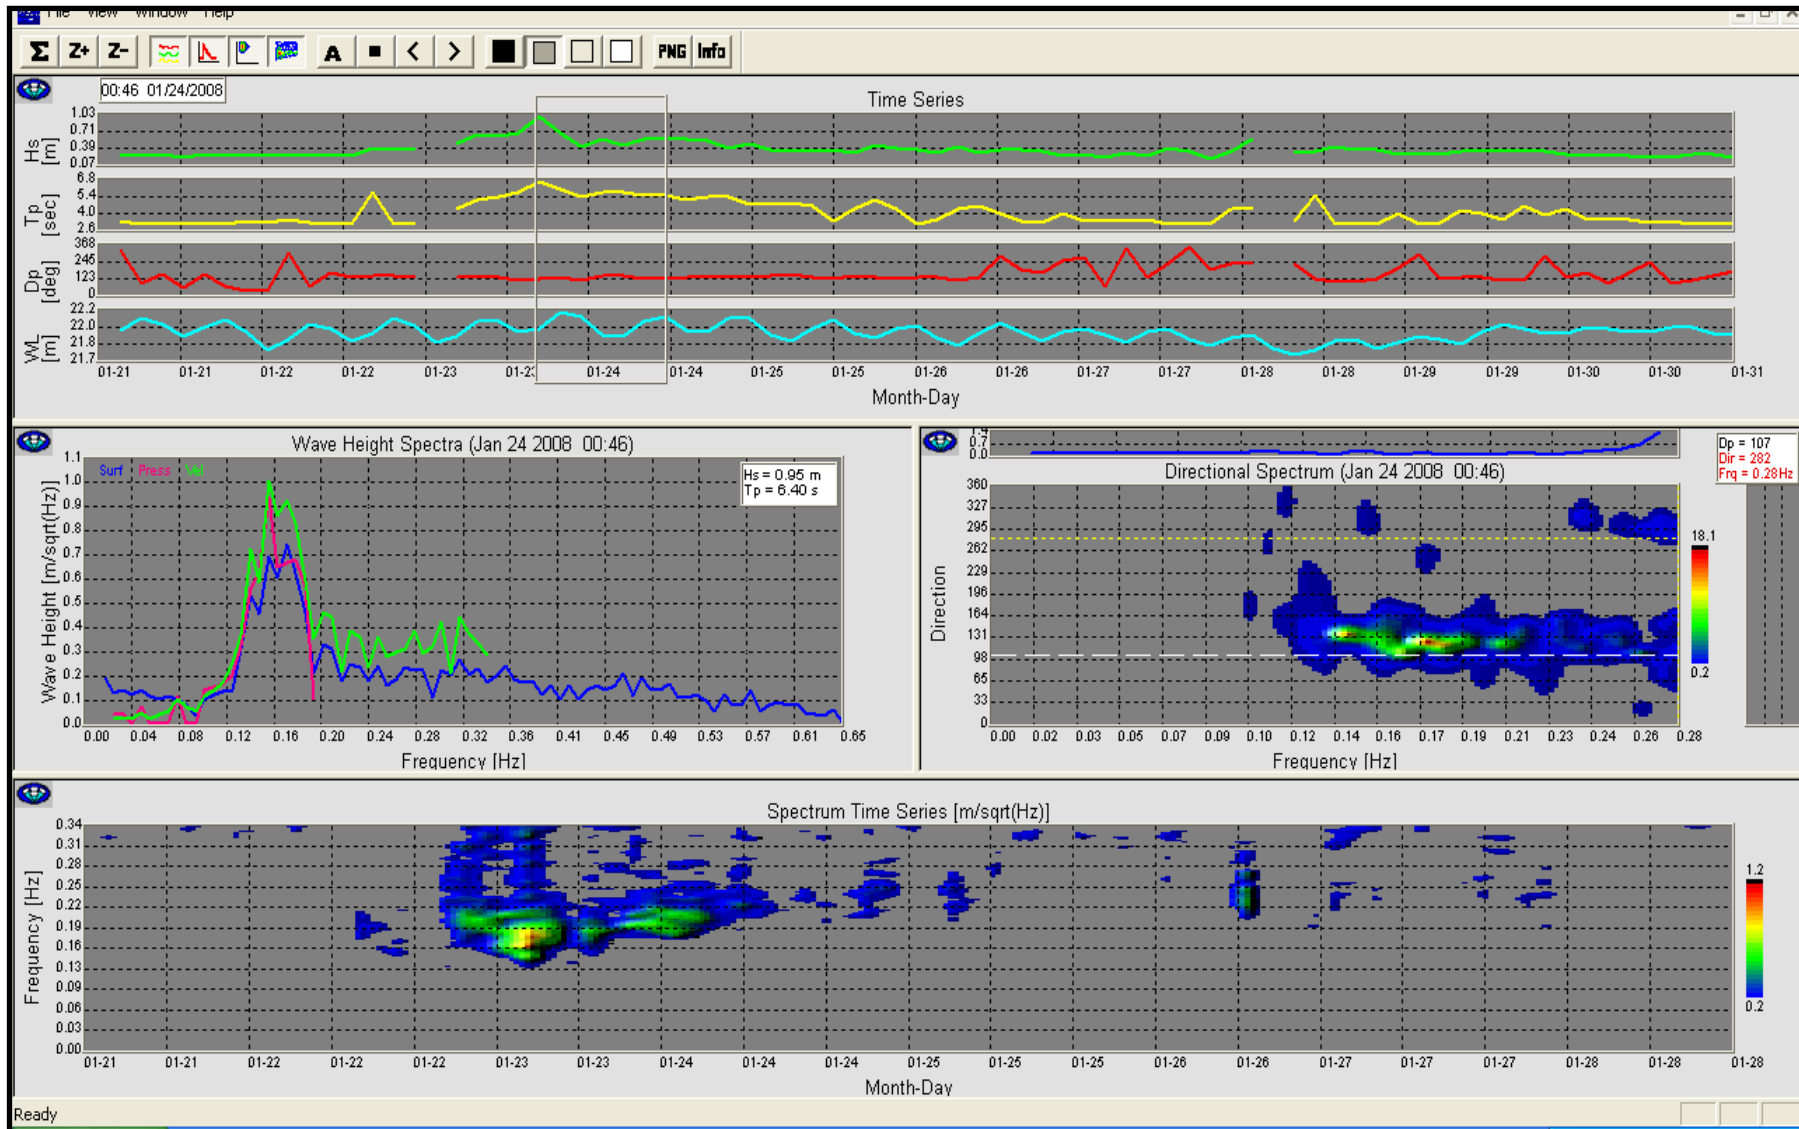 File View Window Help
Σ Z+ Z- A ■ < > PNG Info
00:46 01/24/2008
Time Series
Hs [m]
1.03
0.71
0.39
0.07
Tp [sec]
6.8
5.4
4.0
2.6
Dp [deg]
368
245
123
0
WL [m]
22.2
22.0
21.8
21.7
01-21 01-21 01-22 01-22 01-23 01-23 01-24 01-24 01-25 01-25 01-26 01-26 01-27 01-27 01-28 01-28 01-29 01-29 01-30 01-30 01-31
Month-Day
Wave Height Spectra (Jan 24 2008 00:46)
Surf Press Vel
Hs = 0.95 m
Tp = 6.40 s
Wave Height [m/sqrt(Hz)]
1.1
1.0
0.9
0.8
0.7
0.6
0.5
0.4
0.3
0.2
0.1
0.0
0.00 0.04 0.08 0.12 0.16 0.20 0.24 0.28 0.32 0.36 0.41 0.45 0.49 0.53 0.57 0.61 0.65
Frequency [Hz]
1.4
0.7
0.0
Dp = 107
Dir = 282
Frq = 0.28Hz
Directional Spectrum (Jan 24 2008 00:46)
Direction
360
327
295
262
229
196
164
131
98
65
33
0
18.1
0.2
0.00 0.02 0.03 0.05 0.07 0.09 0.10 0.12 0.14 0.16 0.17 0.19 0.21 0.22 0.24 0.26 0.28
Frequency [Hz]
Spectrum Time Series [m/sqrt(Hz)]
Frequency [Hz]
0.34
0.31
0.28
0.25
0.22
0.19
0.16
0.13
0.09
0.06
0.03
0.00
1.2
0.2
01-21 01-21 01-22 01-22 01-22 01-23 01-23 01-24 01-24 01-24 01-25 01-25 01-25 01-26 01-26 01-27 01-27 01-27 01-28 01-28 01-28
Month-Day
Ready